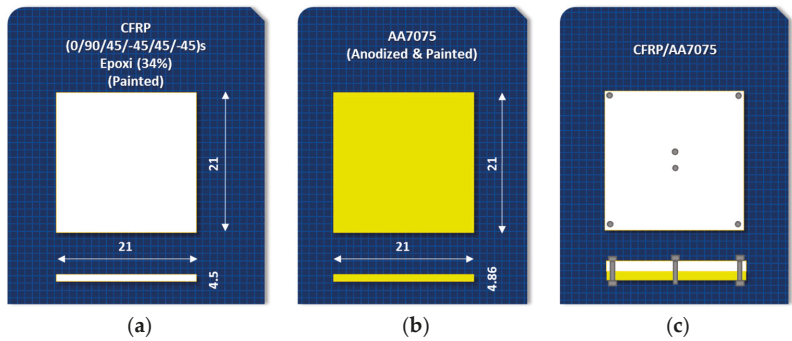 CFRP
(0/90/45/-45/45/-45)s
Epoxi (34%)
(Painted)
21
21
4.5
(a)
AA7075
(Anodized & Painted)
21
21
4.86
(b)
CFRP/AA7075
(c)